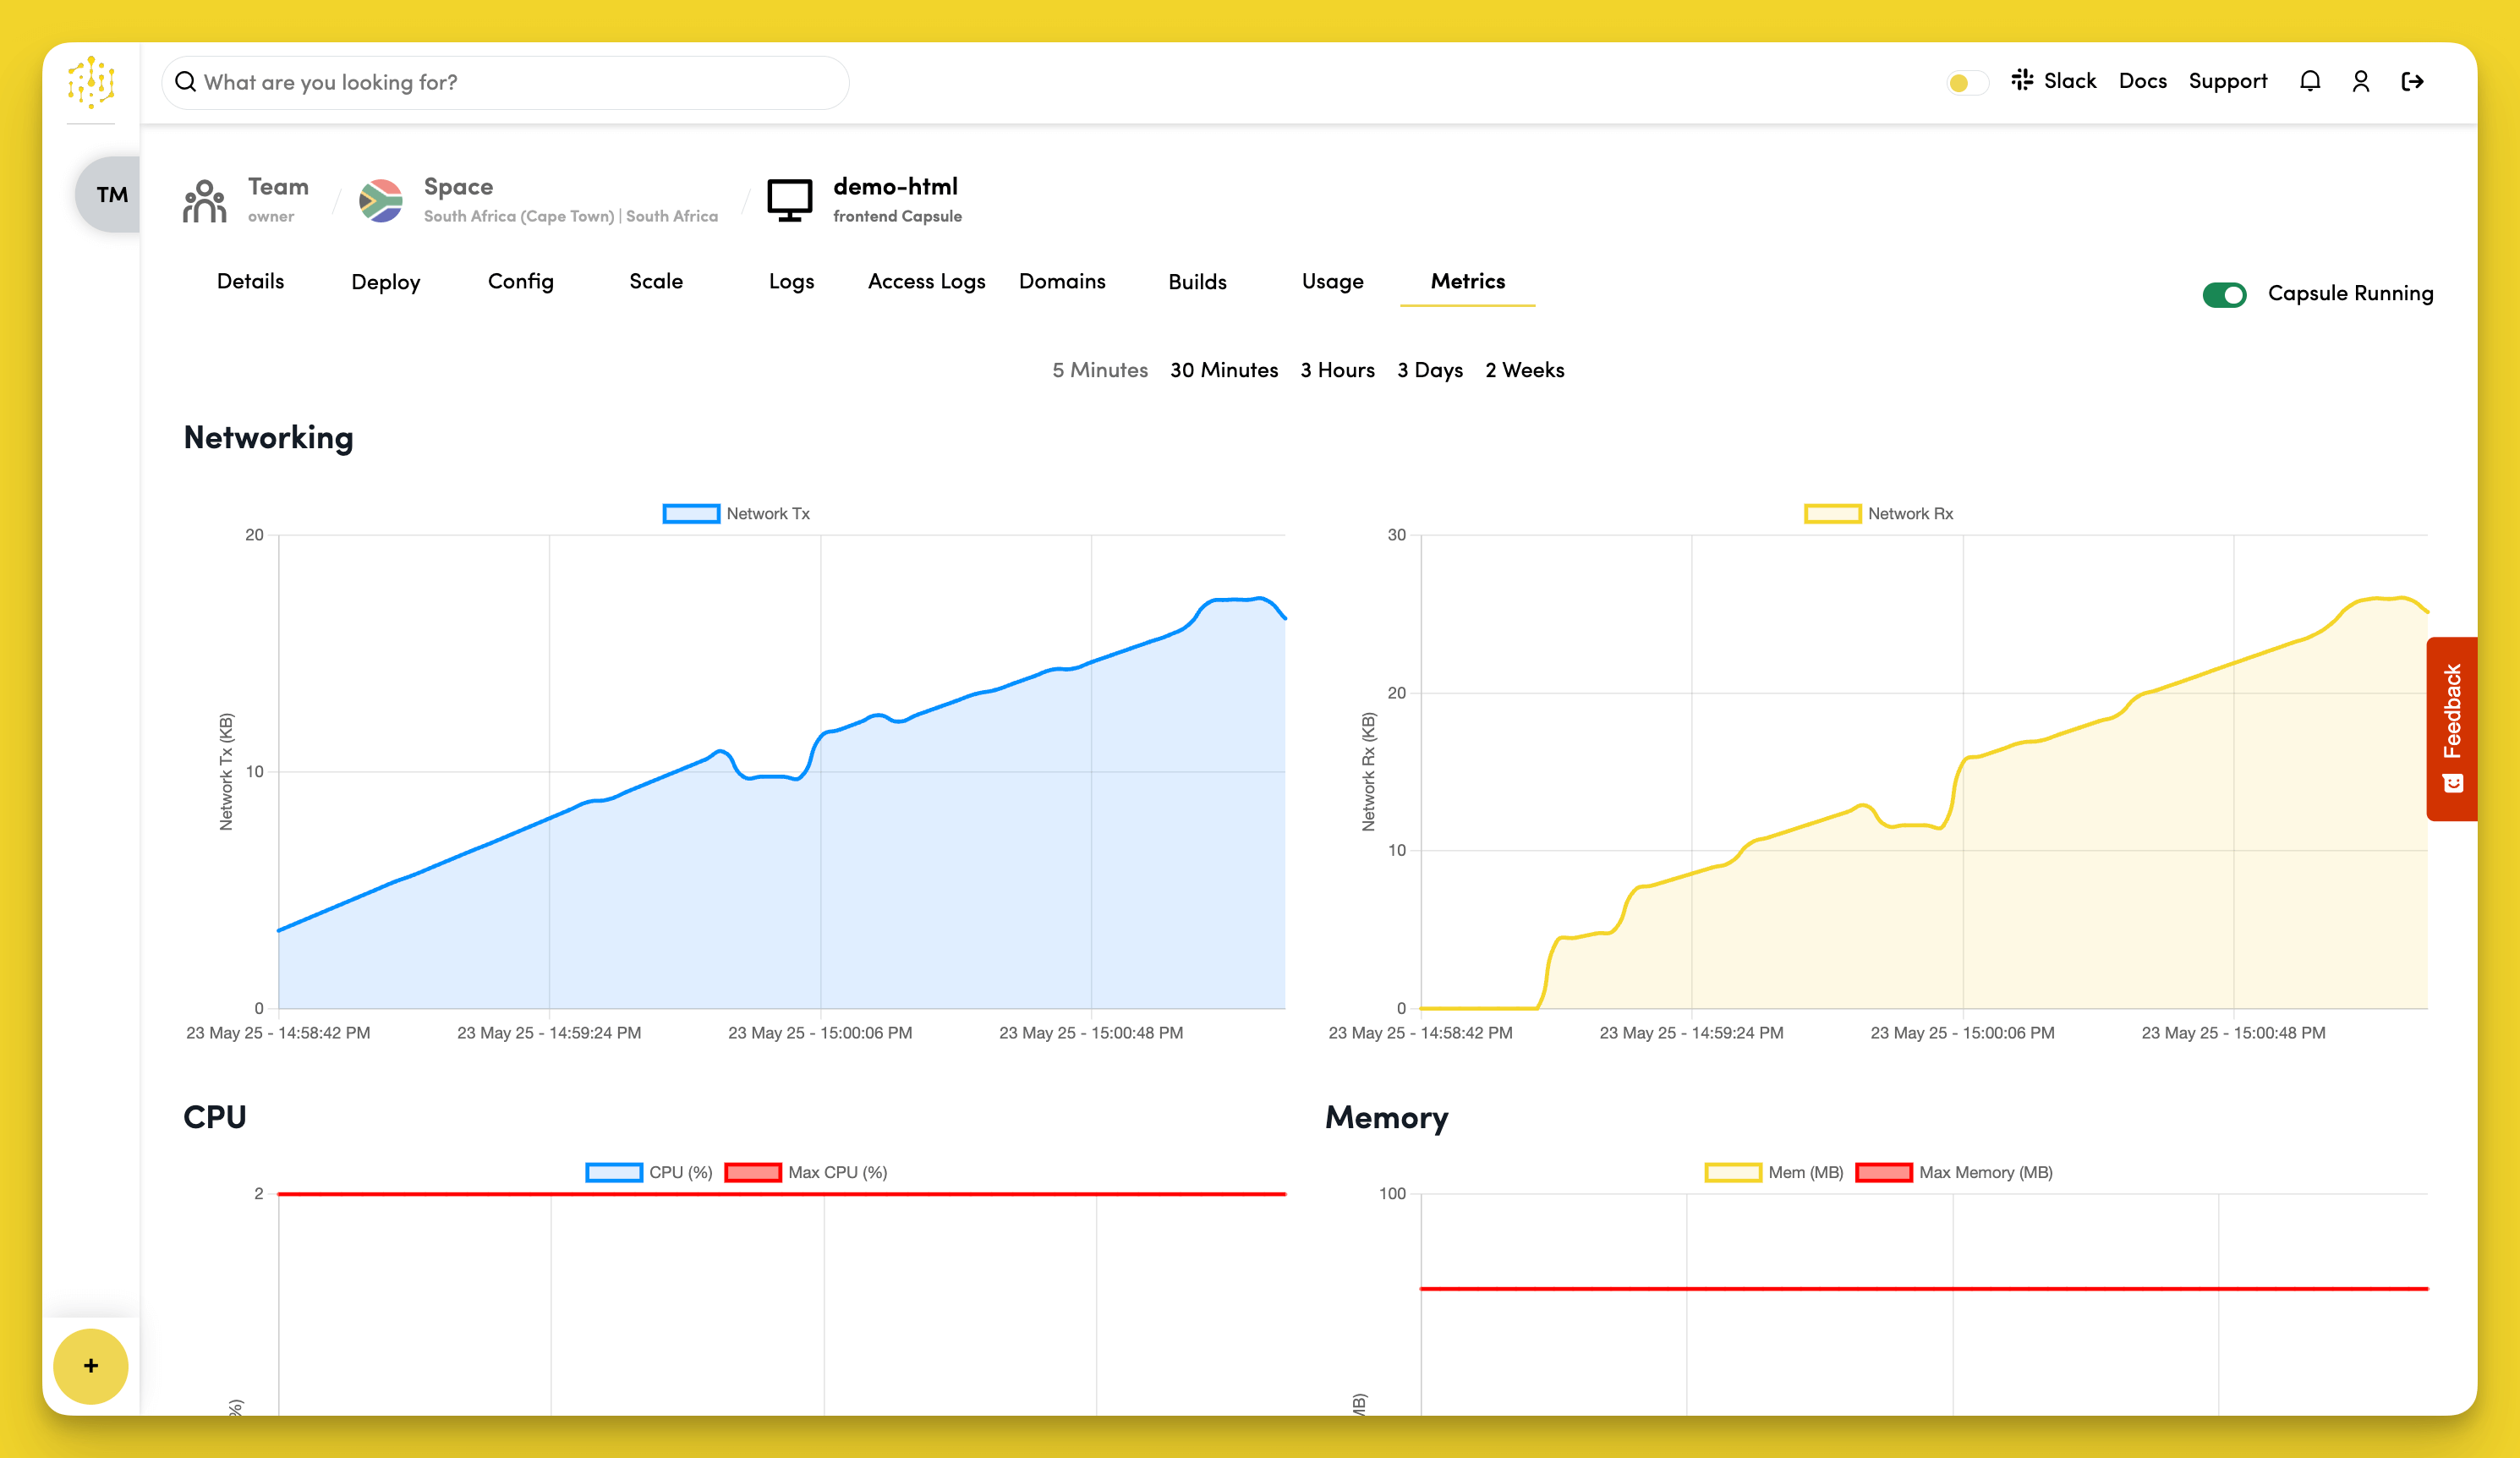 What are you looking for?
Slack Docs Support
TM
Team
owner
Space
South Africa (Cape Town) | South Africa
demo-html
frontend Capsule
Details Deploy Config Scale Logs Access Logs Domains Builds Usage Metrics
Capsule Running
5 Minutes 30 Minutes 3 Hours 3 Days 2 Weeks
Networking
Network Tx
20
10
0
Network Tx (KB)
23 May 25 - 14:58:42 PM 23 May 25 - 14:59:24 PM 23 May 25 - 15:00:06 PM 23 May 25 - 15:00:48 PM
Network Rx
30
20
10
0
Network Rx (KB)
23 May 25 - 14:58:42 PM 23 May 25 - 14:59:24 PM 23 May 25 - 15:00:06 PM 23 May 25 - 15:00:48 PM
Feedback
CPU
CPU (%) Max CPU (%)
2
%)
Memory
Mem (MB) Max Memory (MB)
100
MB)
+